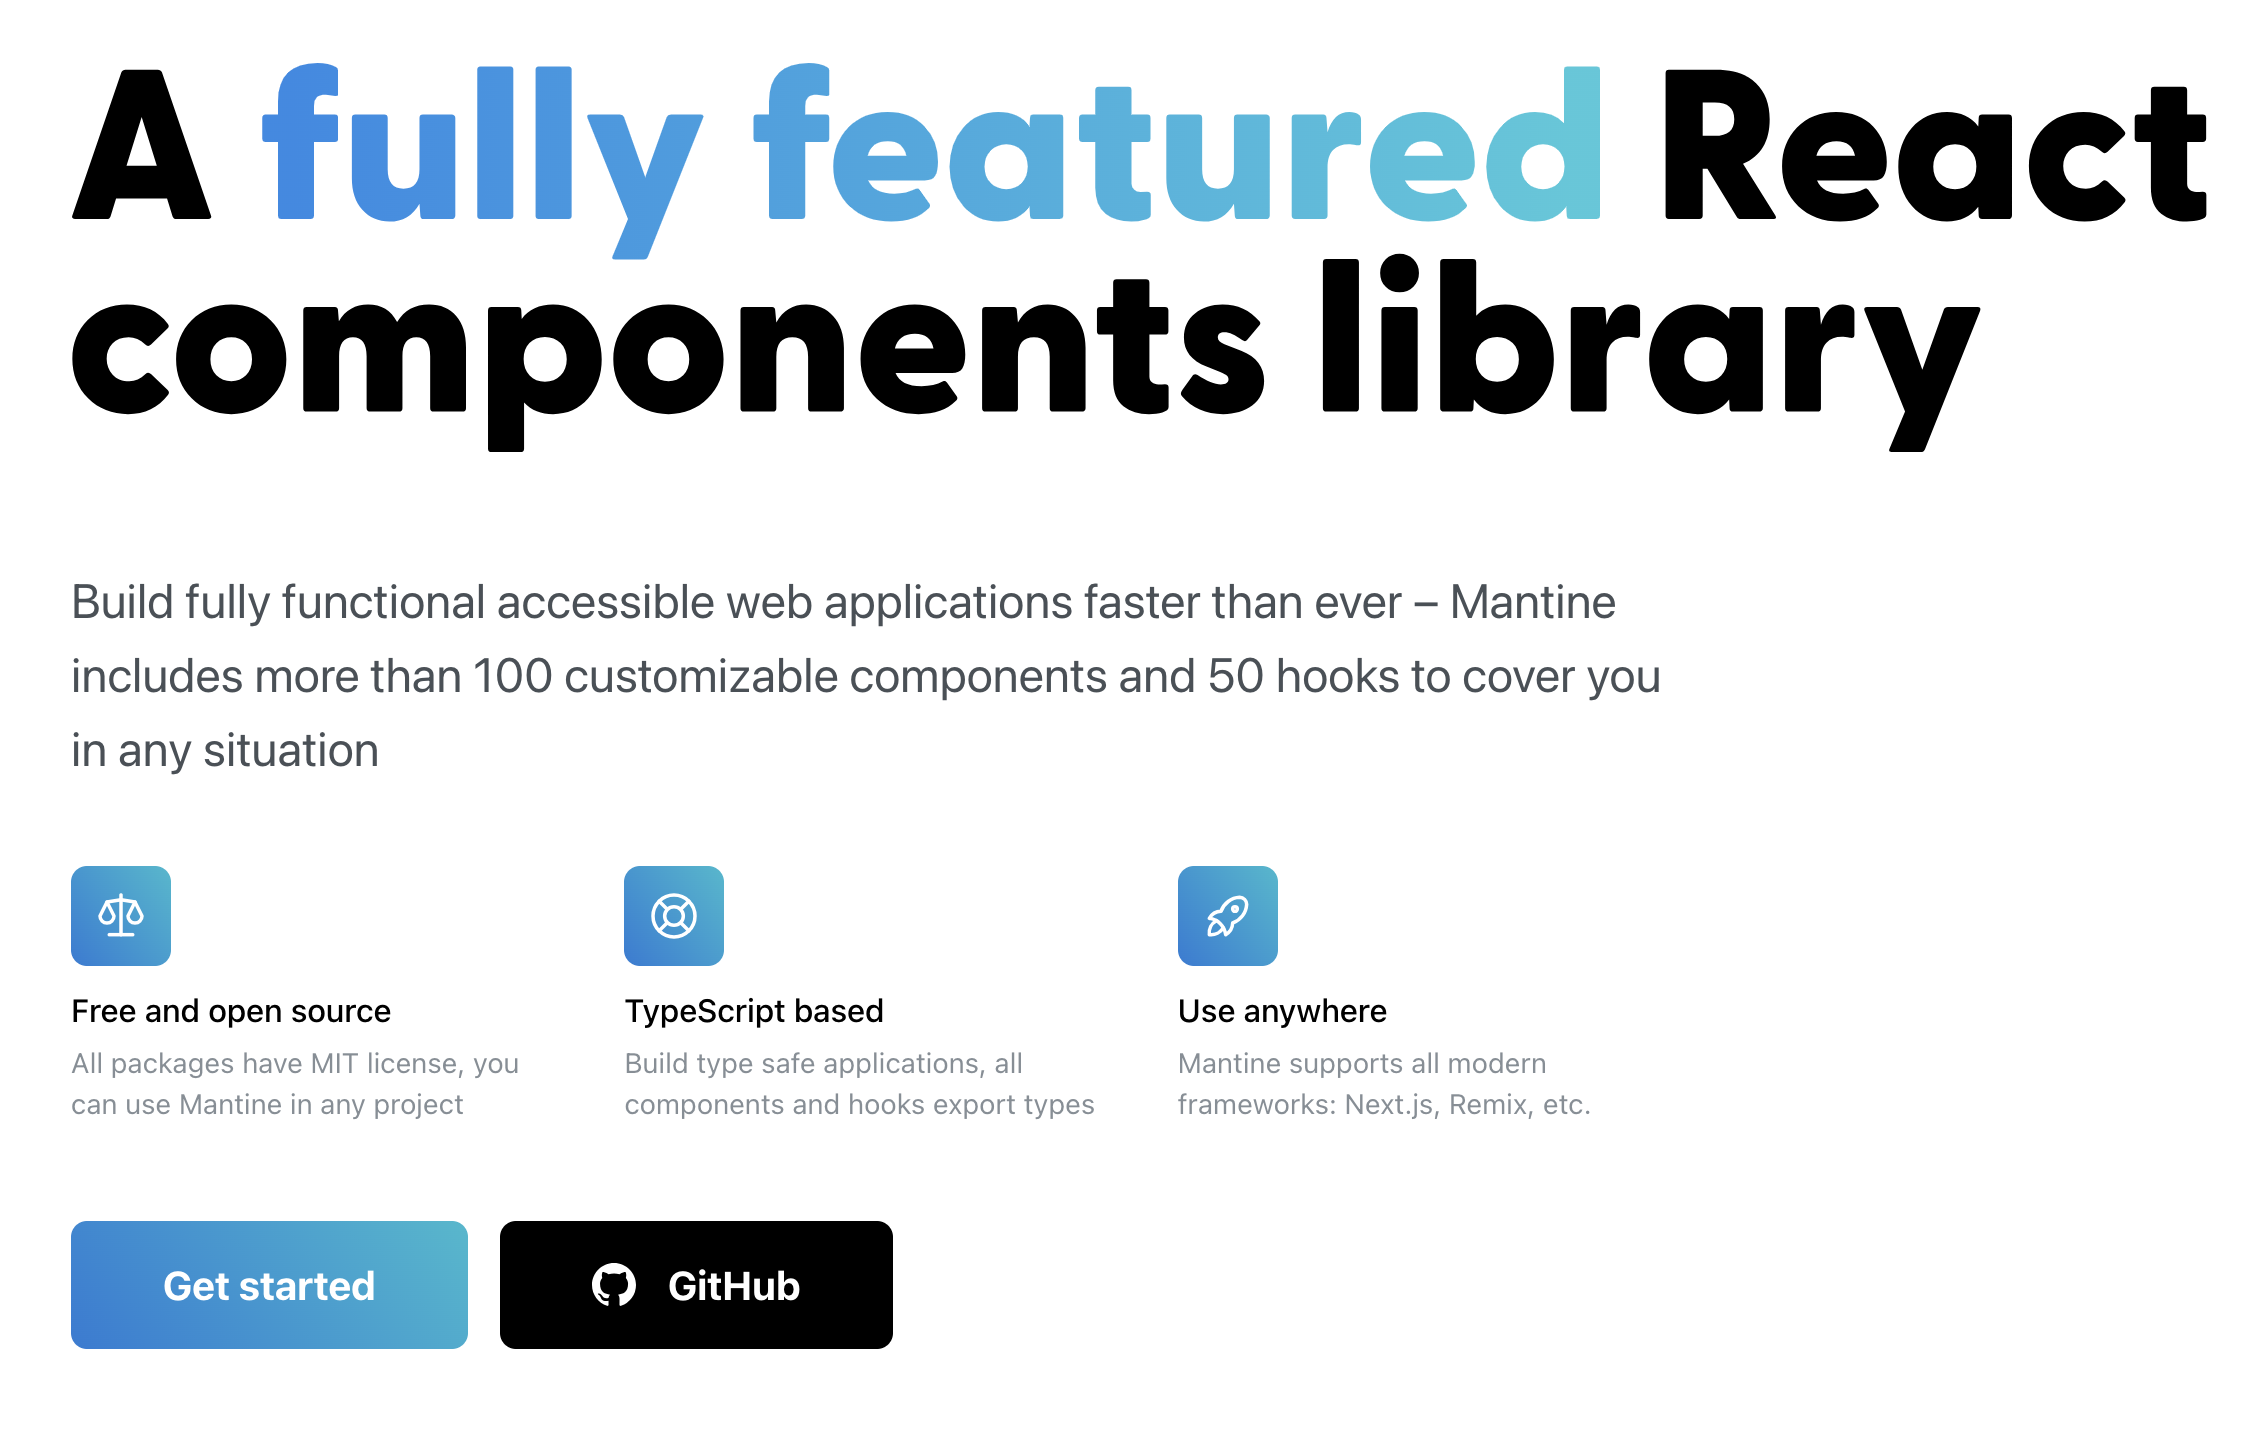 A fully featured React
components library
Build fully functional accessible web applications faster than ever – Mantine
includes more than 100 customizable components and 50 hooks to cover you
in any situation
Free and open source
All packages have MIT license, you
can use Mantine in any project
TypeScript based
Build type safe applications, all
components and hooks export types
Use anywhere
Mantine supports all modern
frameworks: Next.js, Remix, etc.
Get started
GitHub